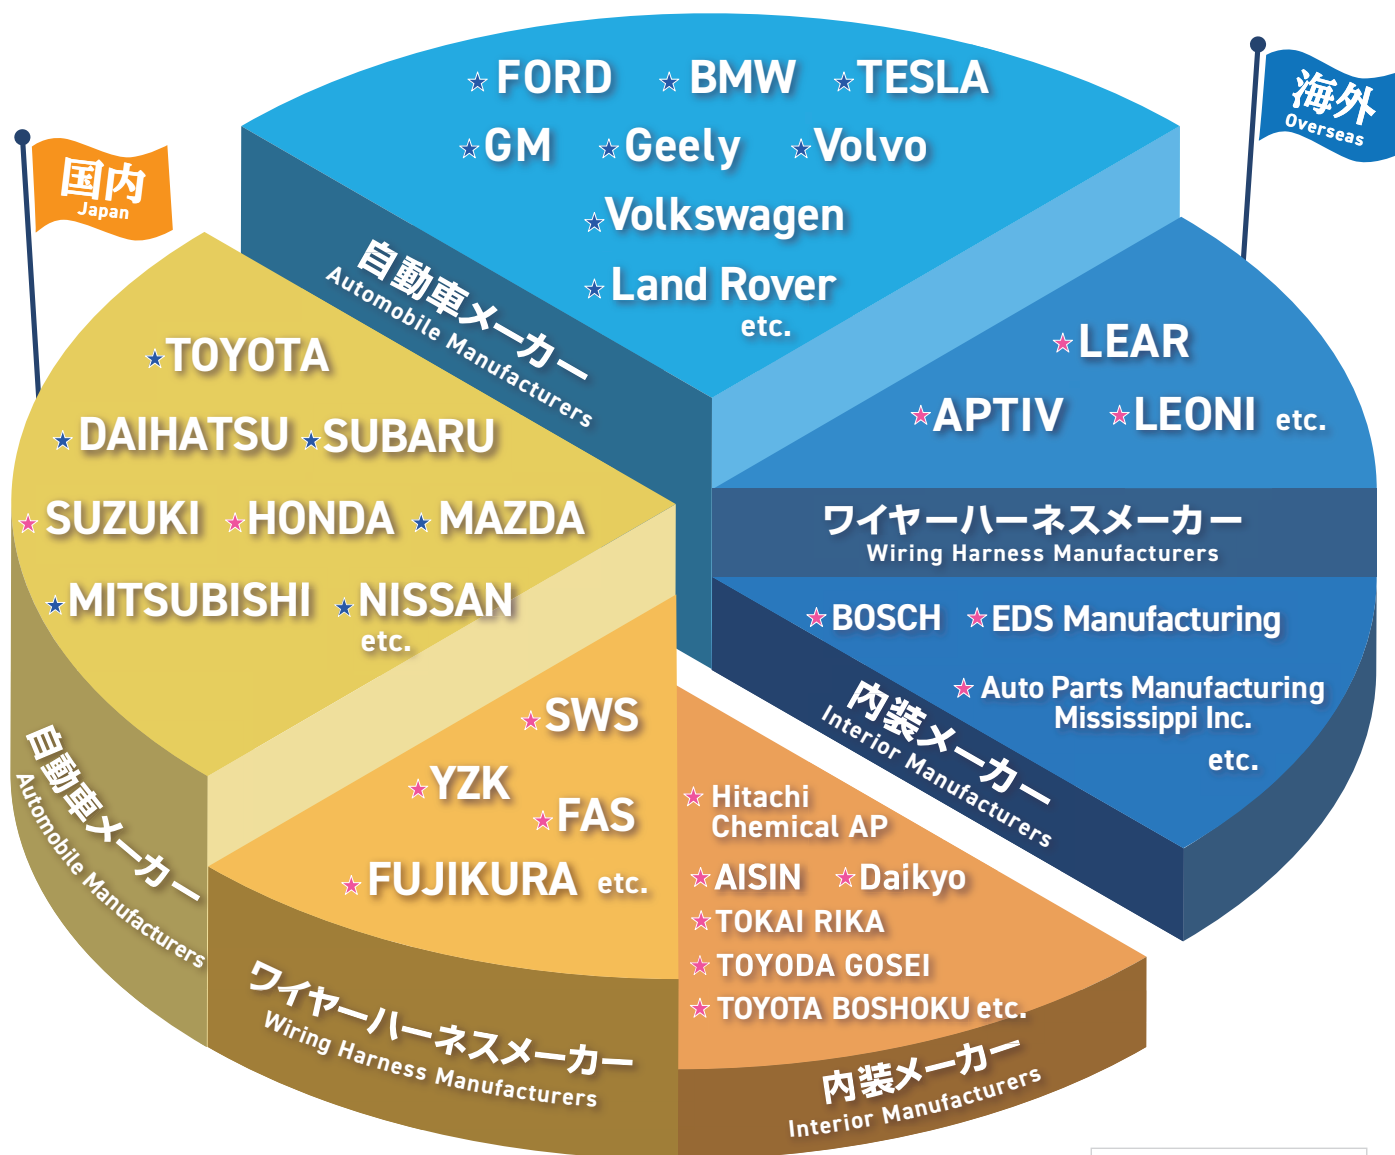 ★FORD ★BMW ★TESLA
★GM ★Geely ★Volvo
★Volkswagen
★Land Rover
etc.
自動車メーカー
Automobile Manufacturers
海外
Overseas
国内
Japan
★TOYOTA
★DAIHATSU ★SUBARU
★SUZUKI ★HONDA ★MAZDA
★MITSUBISHI ★NISSAN
etc.
自動車メーカー
Automobile Manufacturers
★LEAR
★APTIV ★LEONI etc.
ワイヤーハーネスメーカー
Wiring Harness Manufacturers
★BOSCH ★EDS Manufacturing
★Auto Parts Manufacturing
Mississippi Inc.
etc.
内装メーカー
Interior Manufacturers
★SWS
★YZK
★FAS
★FUJIKURA etc.
ワイヤーハーネスメーカー
Wiring Harness Manufacturers
★Hitachi
Chemical AP
★AISIN ★Daikyo
★TOKAI RIKA
★TOYODA GOSEI
★TOYOTA BOSHOKU etc.
内装メーカー
Interior Manufacturers